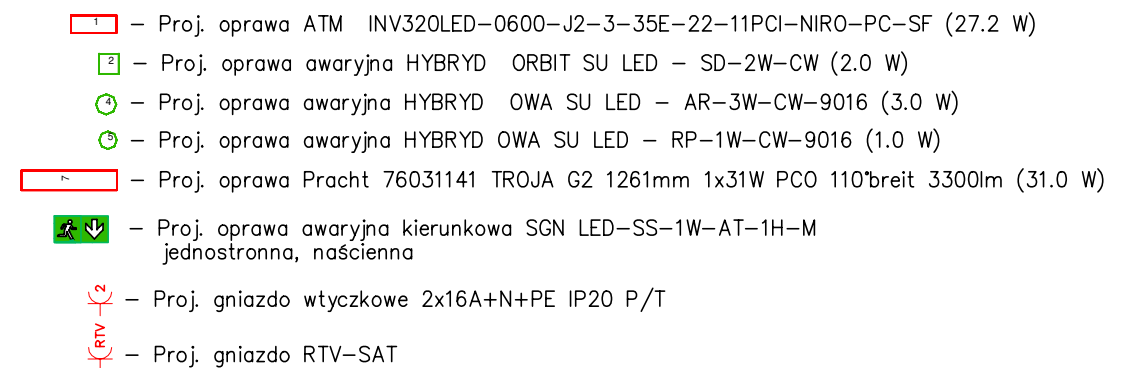 1 – Proj. oprawa ATM INV320LED-0600-J2-3-35E-22-11PCI-NIRO-PC-SF (27.2 W)
2 – Proj. oprawa awaryjna HYBRYD ORBIT SU LED – SD-2W-CW (2.0 W)
4 – Proj. oprawa awaryjna HYBRYD OWA SU LED – AR-3W-CW-9016 (3.0 W)
5 – Proj. oprawa awaryjna HYBRYD OWA SU LED – RP-1W-CW-9016 (1.0 W)
7 – Proj. oprawa Pracht 76031141 TROJA G2 1261mm 1x31W PCO 110°breit 3300lm (31.0 W)
– Proj. oprawa awaryjna kierunkowa SGN LED-SS-1W-AT-1H-M
jednostronna, naścienna
2 – Proj. gniazdo wtyczkowe 2x16A+N+PE IP20 P/T
RTV – Proj. gniazdo RTV-SAT